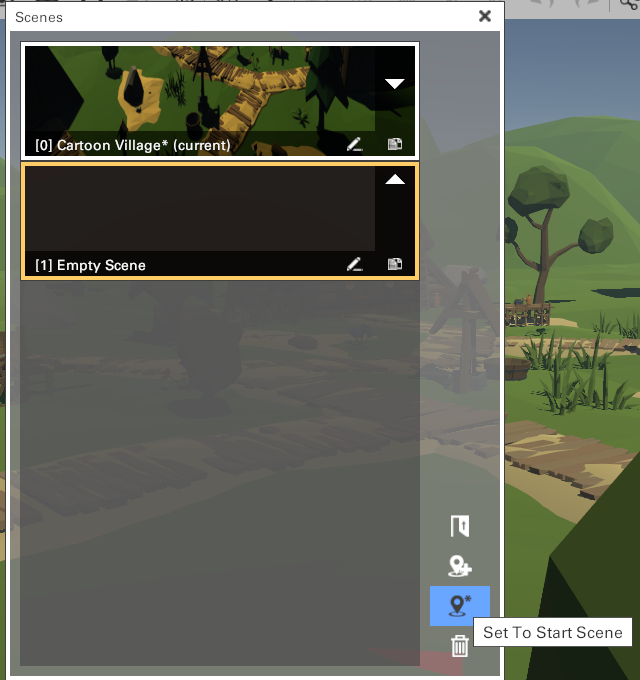 Scenes
[0] Cartoon Village* (current)
[1] Empty Scene
Set To Start Scene